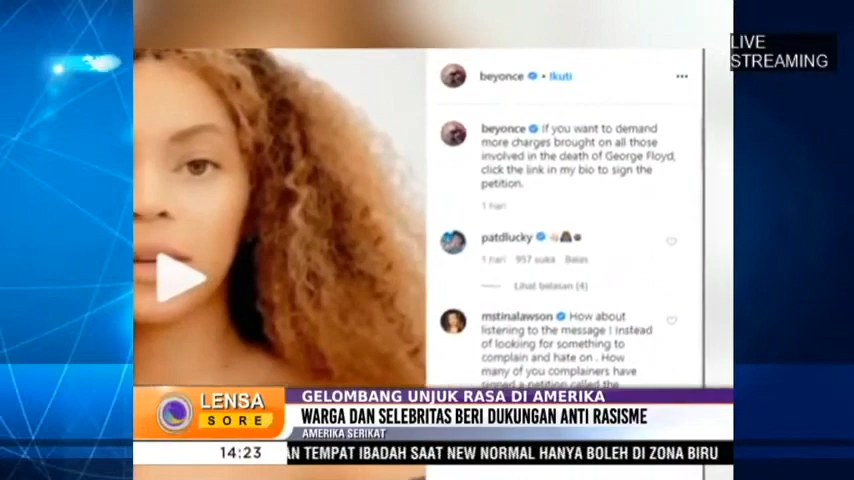 LIVE
STREAMING
beyonce • Ikuti
beyonce If you want to demand
more charges brought on all those
involved in the death of George Floyd,
click the link in my bio to sign the
petition.
1 hari
patdlucky
1 hari 957 suka Balas
Lihat balasan (4)
mstinalawson How about
listening to the message ! Instead
of lookiing for something to
complain and hate on . How
many of you complainers have
signed a petition called the
GELOMBANG UNJUK RASA DI AMERIKA
LENSA
SORE
WARGA DAN SELEBRITAS BERI DUKUNGAN ANTI RASISME
AMERIKA SERIKAT
14:23
AN TEMPAT IBADAH SAAT NEW NORMAL HANYA BOLEH DI ZONA BIRU